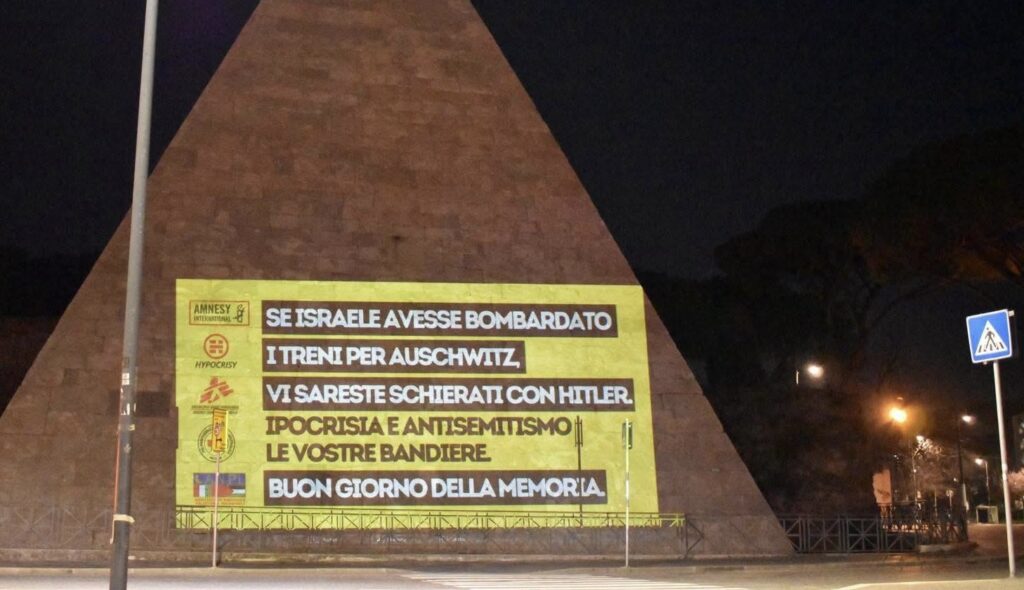 AMNESY
INTERNATIONAL
HYPOCRISY
SE ISRAELE AVESSE BOMBARDATO
I TRENI PER AUSCHWITZ,
VI SARESTE SCHIERATI CON HITLER.
IPOCRISIA E ANTISEMITISMO
LE VOSTRE BANDIERE.
BUON GIORNO DELLA MEMORIA.